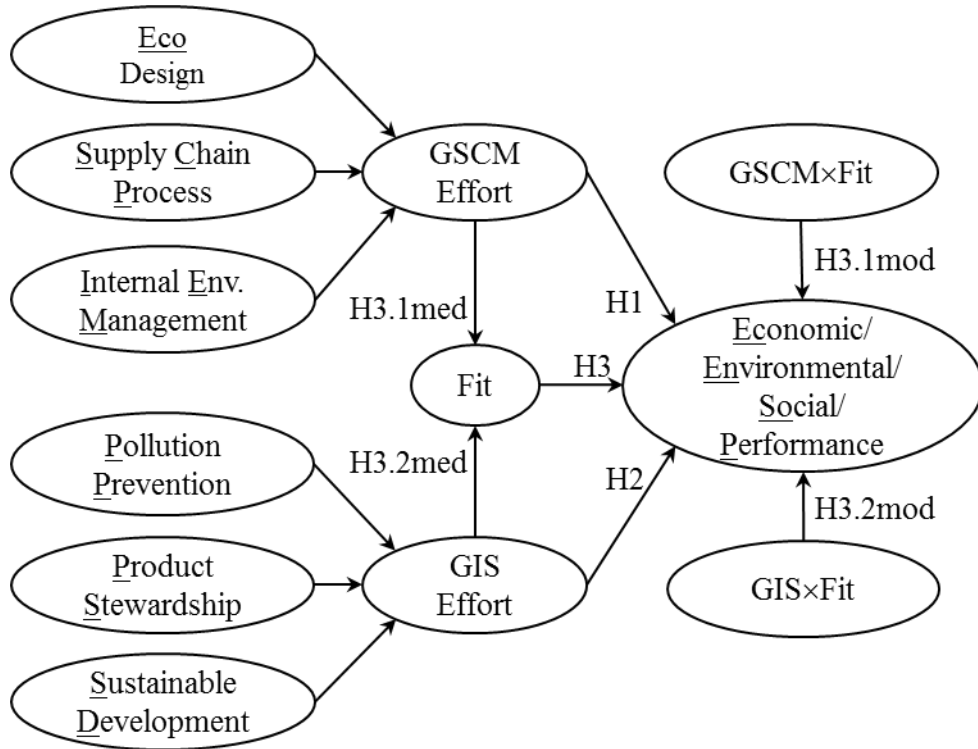 Eco
Design
Supply Chain
Process
Internal Env.
Management
GSCM
Effort
GSCM×Fit
H3.1mod
H3.1med
H1
Fit
H3
Economic/
Environmental/
Social/
Performance
H3.2med
H2
H3.2mod
Pollution
Prevention
Product
Stewardship
Sustainable
Development
GIS
Effort
GIS×Fit